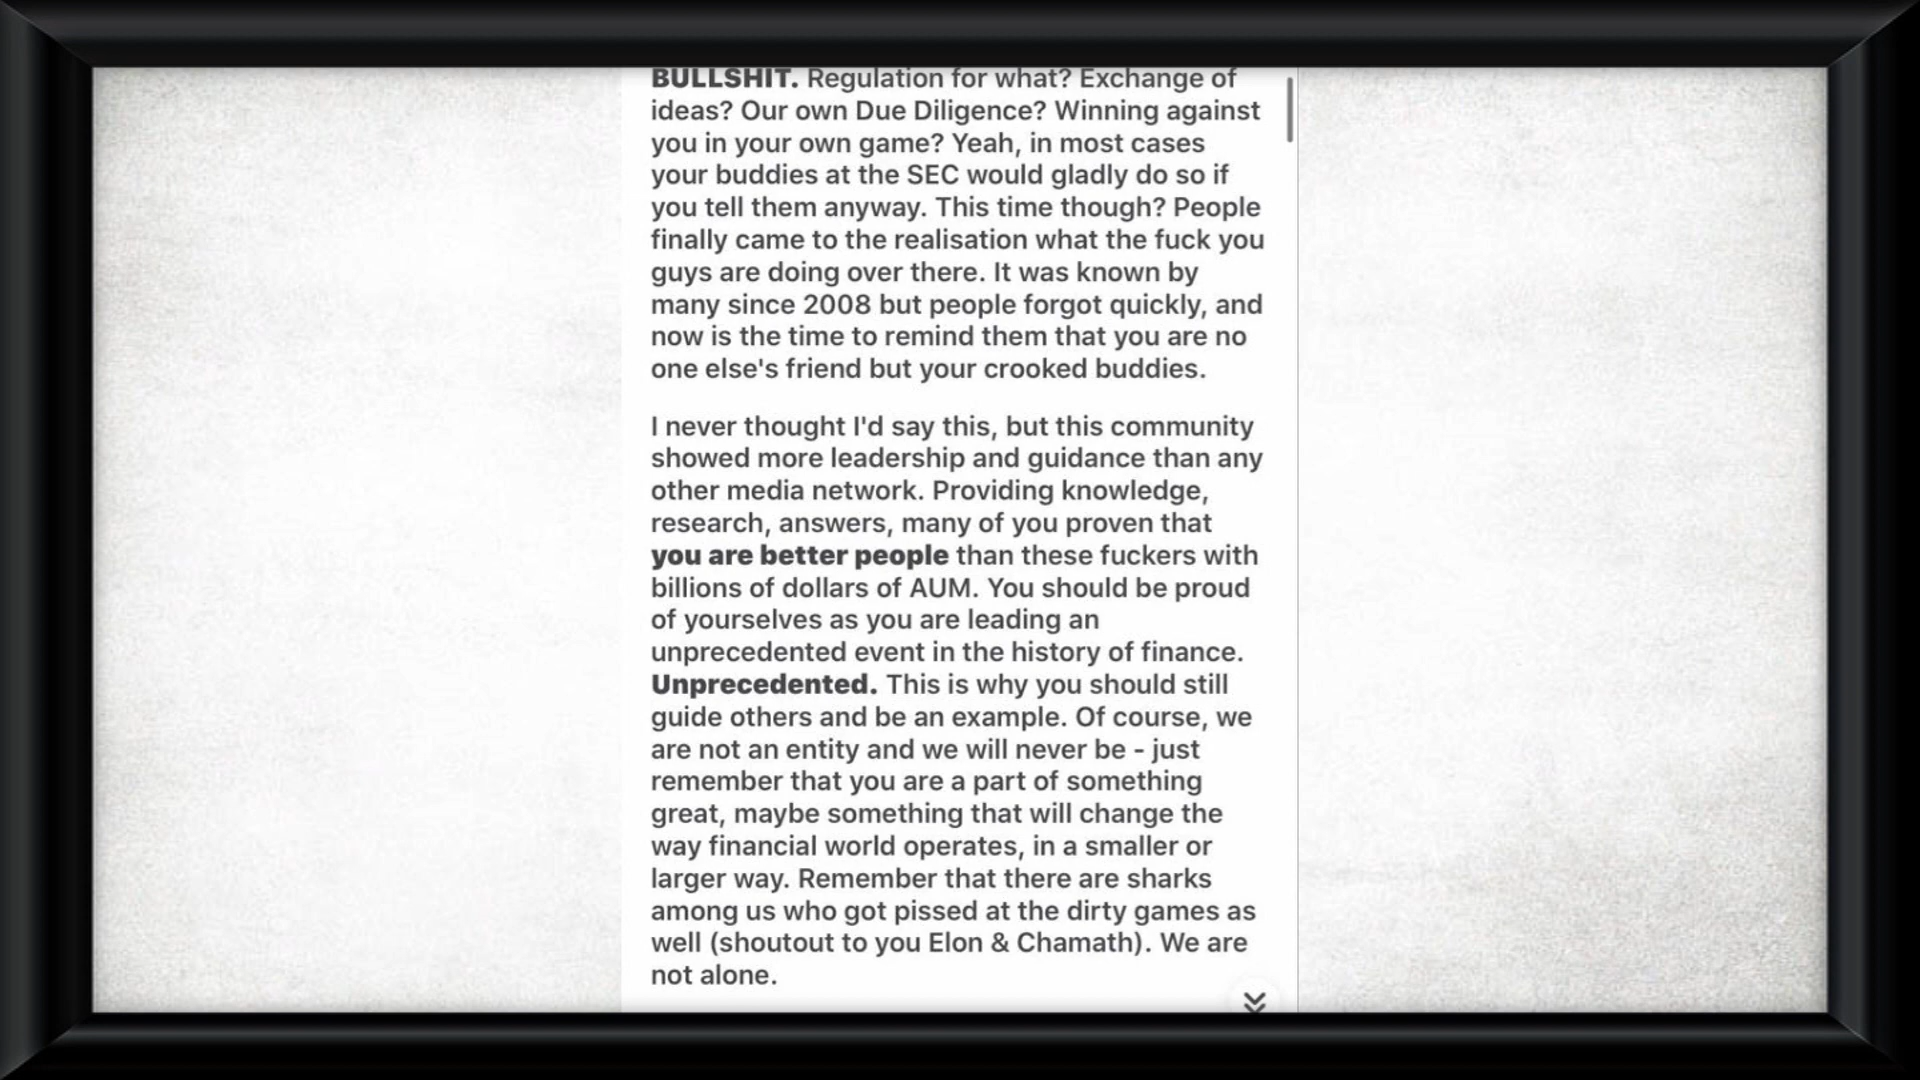 BULLSHIT. Regulation for what? Exchange of
ideas? Our own Due Diligence? Winning against
you in your own game? Yeah, in most cases
your buddies at the SEC would gladly do so if
you tell them anyway. This time though? People
finally came to the realisation what the fuck you
guys are doing over there. It was known by
many since 2008 but people forgot quickly, and
now is the time to remind them that you are no
one else's friend but your crooked buddies.
I never thought I'd say this, but this community
showed more leadership and guidance than any
other media network. Providing knowledge,
research, answers, many of you proven that
you are better people than these fuckers with
billions of dollars of AUM. You should be proud
of yourselves as you are leading an
unprecedented event in the history of finance.
Unprecedented. This is why you should still
guide others and be an example. Of course, we
are not an entity and we will never be - just
remember that you are a part of something
great, maybe something that will change the
way financial world operates, in a smaller or
larger way. Remember that there are sharks
among us who got pissed at the dirty games as
well (shoutout to you Elon & Chamath). We are
not alone.